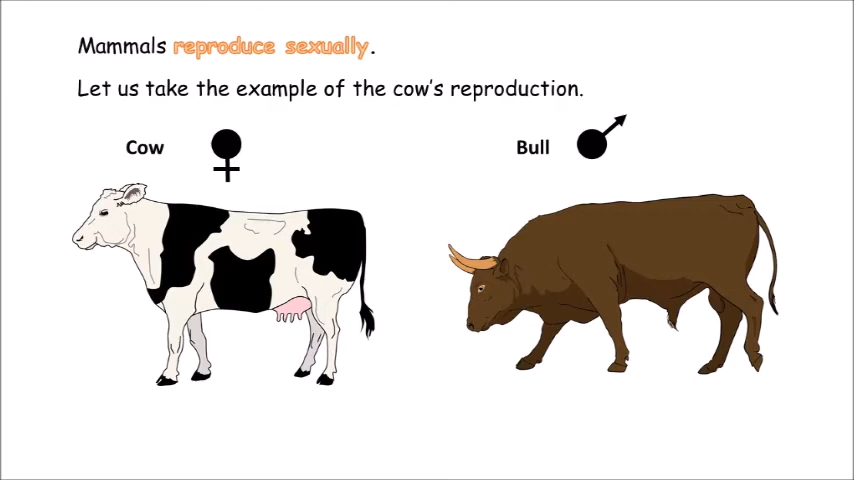 Mammals reproduce sexually.
Let us take the example of the cow's reproduction.
Cow
Bull